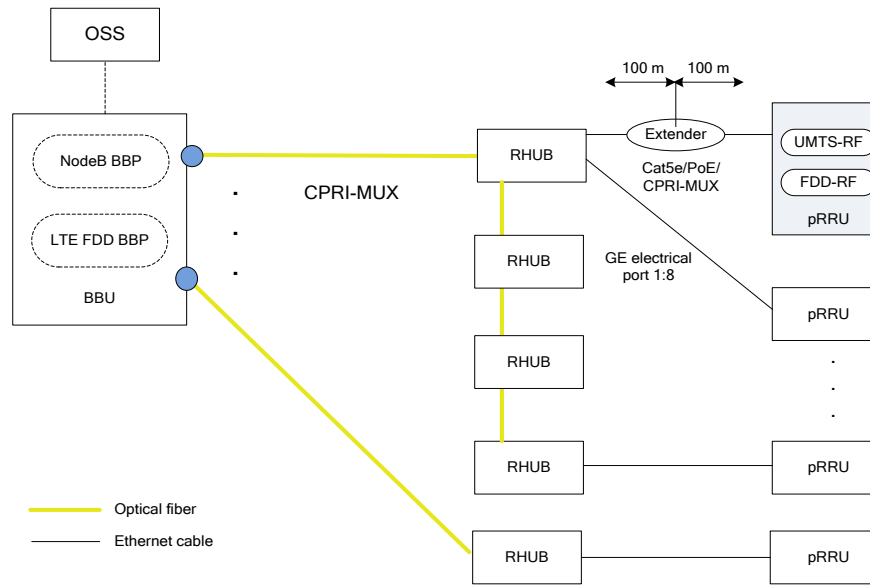 OSS
NodeB BBP
LTE FDD BBP
BBU
CPRI-MUX
RHUB
RHUB
RHUB
RHUB
RHUB
100 m
100 m
Extender
Cat5e/PoE/
CPRI-MUX
GE electrical
port 1:8
UMTS-RF
FDD-RF
pRRU
pRRU
pRRU
pRRU
Optical fiber
Ethernet cable